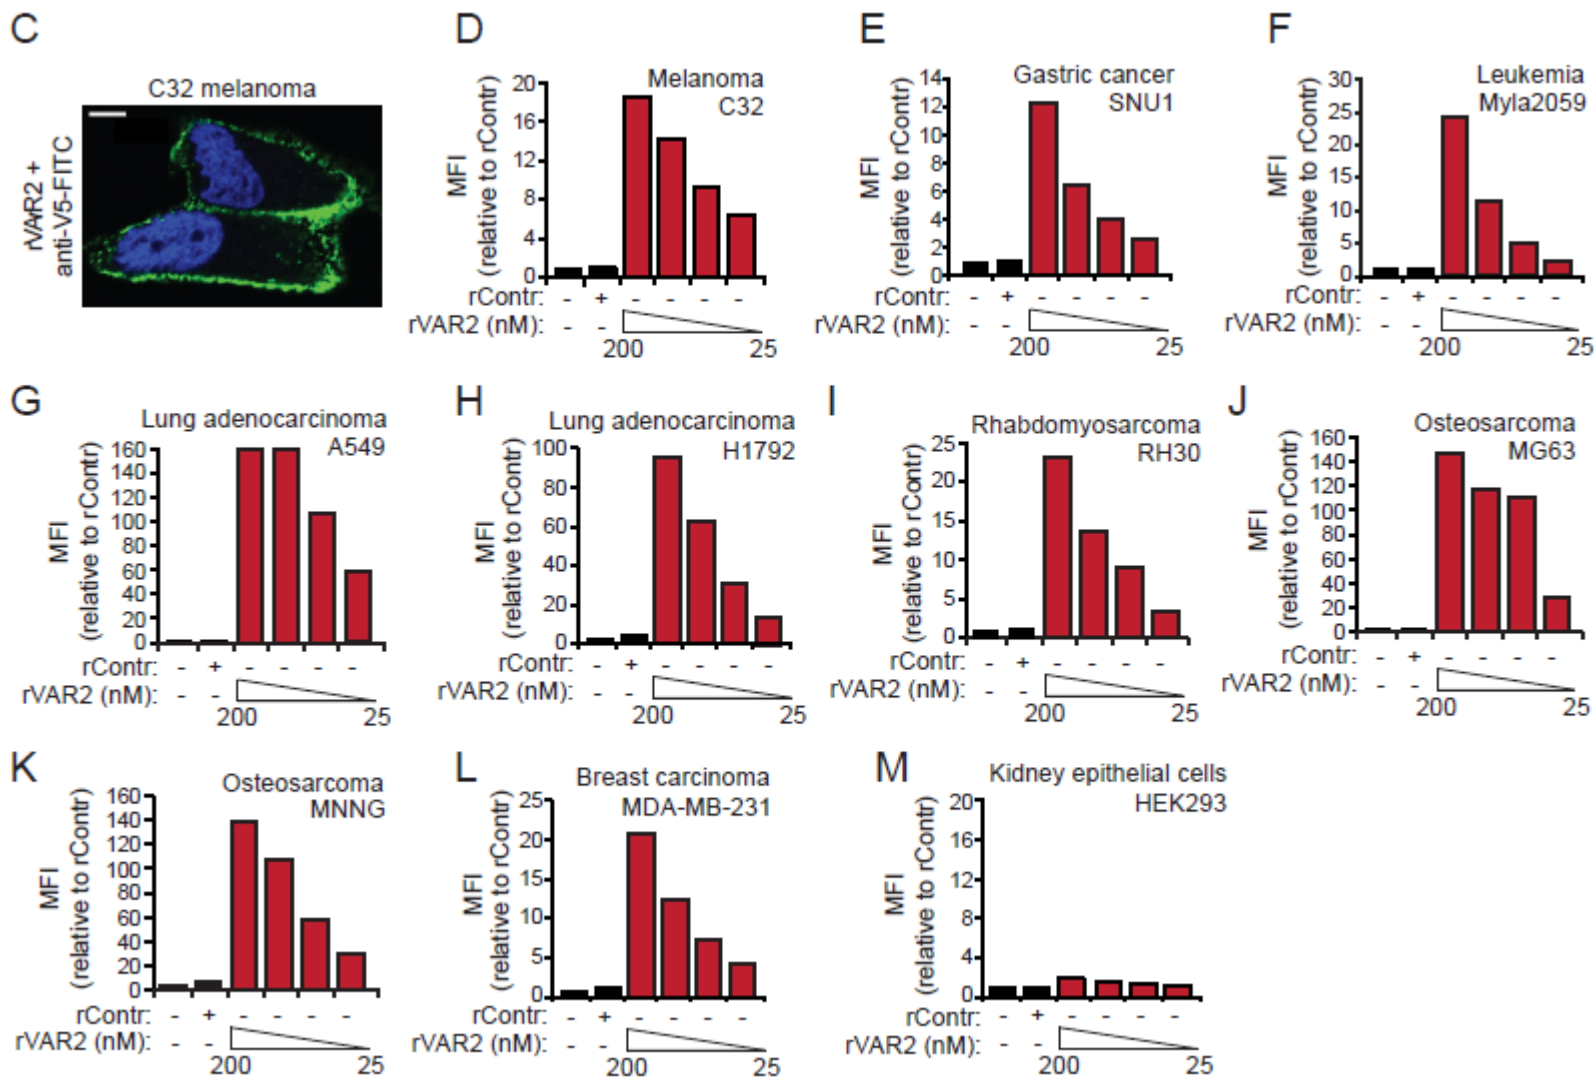 C
C32 melanoma
rVAR2 +
anti-V5-FITC
D
Melanoma
C32
MFI
(relative to rContr)
20
16
12
8
4
0
rContr: - + - - - -
rVAR2 (nM): - -
200 25
E
Gastric cancer
SNU1
MFI
(relative to rContr)
14
12
10
8
6
4
2
0
rContr: - + - - - -
rVAR2 (nM): - -
200 25
F
Leukemia
Myla2059
MFI
(relative to rContr)
30
25
20
15
10
5
0
rContr: - + - - - -
rVAR2 (nM): - -
200 25
G
Lung adenocarcinoma
A549
MFI
(relative to rContr)
160
140
120
100
80
60
40
20
0
rContr: - + - - - -
rVAR2 (nM): - -
200 25
H
Lung adenocarcinoma
H1792
MFI
(relative to rContr)
100
80
60
40
20
0
rContr: - + - - - -
rVAR2 (nM): - -
200 25
I
Rhabdomyosarcoma
RH30
MFI
(relative to rContr)
25
20
15
10
5
0
rContr: - + - - - -
rVAR2 (nM): - -
200 25
J
Osteosarcoma
MG63
MFI
(relative to rContr)
160
140
120
100
80
60
40
20
0
rContr: - + - - - -
rVAR2 (nM): - -
200 25
K
Osteosarcoma
MNNG
MFI
(relative to rContr)
160
140
120
100
80
60
40
20
0
rContr: - + - - - -
rVAR2 (nM): - -
200 25
L
Breast carcinoma
MDA-MB-231
MFI
(relative to rContr)
25
20
15
10
5
0
rContr: - + - - - -
rVAR2 (nM): - -
200 25
M
Kidney epithelial cells
HEK293
MFI
(relative to rContr)
20
16
12
8
4
0
rContr: - + - - - -
rVAR2 (nM): - -
200 25